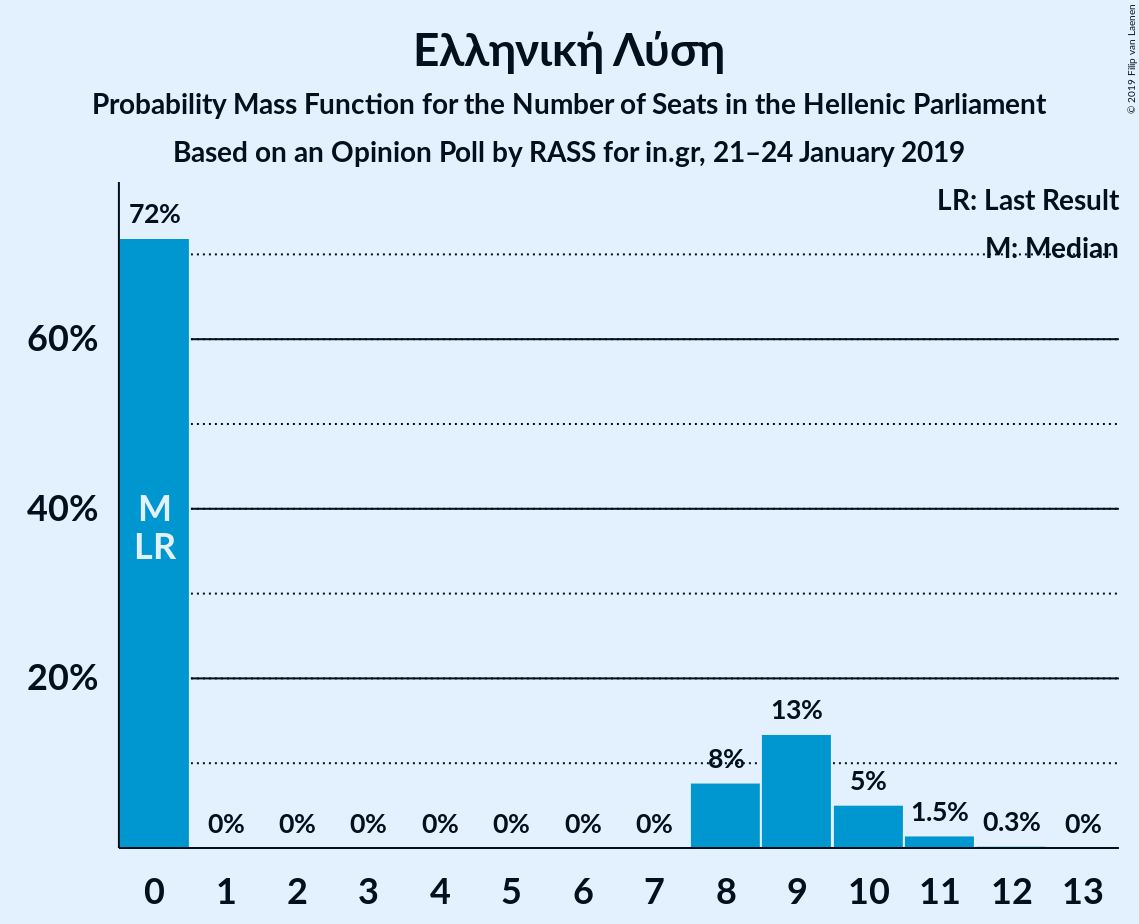 Ελληνική Λύση
Probability Mass Function for the Number of Seats in the Hellenic Parliament
Based on an Opinion Poll by RASS for in.gr, 21–24 January 2019
© 2019 Filip van Laenen
LR: Last Result
M: Median
72%
60%
40%
20%
M
LR
0% 0% 0% 0% 0% 0% 0% 8% 13% 5% 1.5% 0.3% 0%
0 1 2 3 4 5 6 7 8 9 10 11 12 13